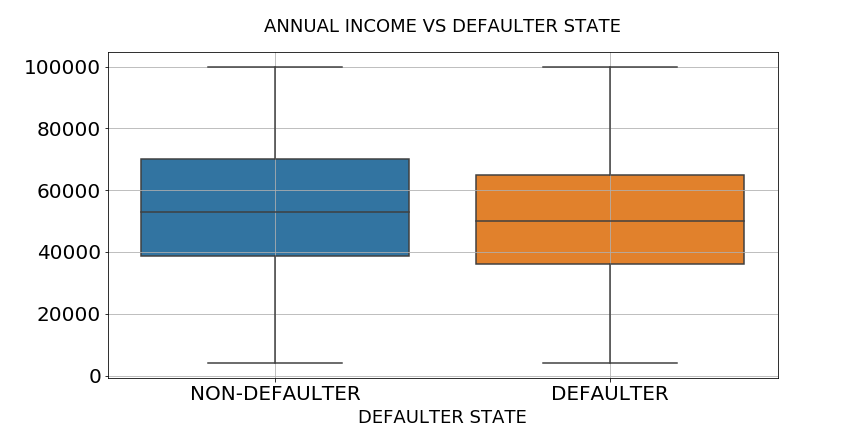 ANNUAL INCOME VS DEFAULTER STATE
100000
80000
60000
40000
20000
0
NON-DEFAULTER DEFAULTER
DEFAULTER STATE